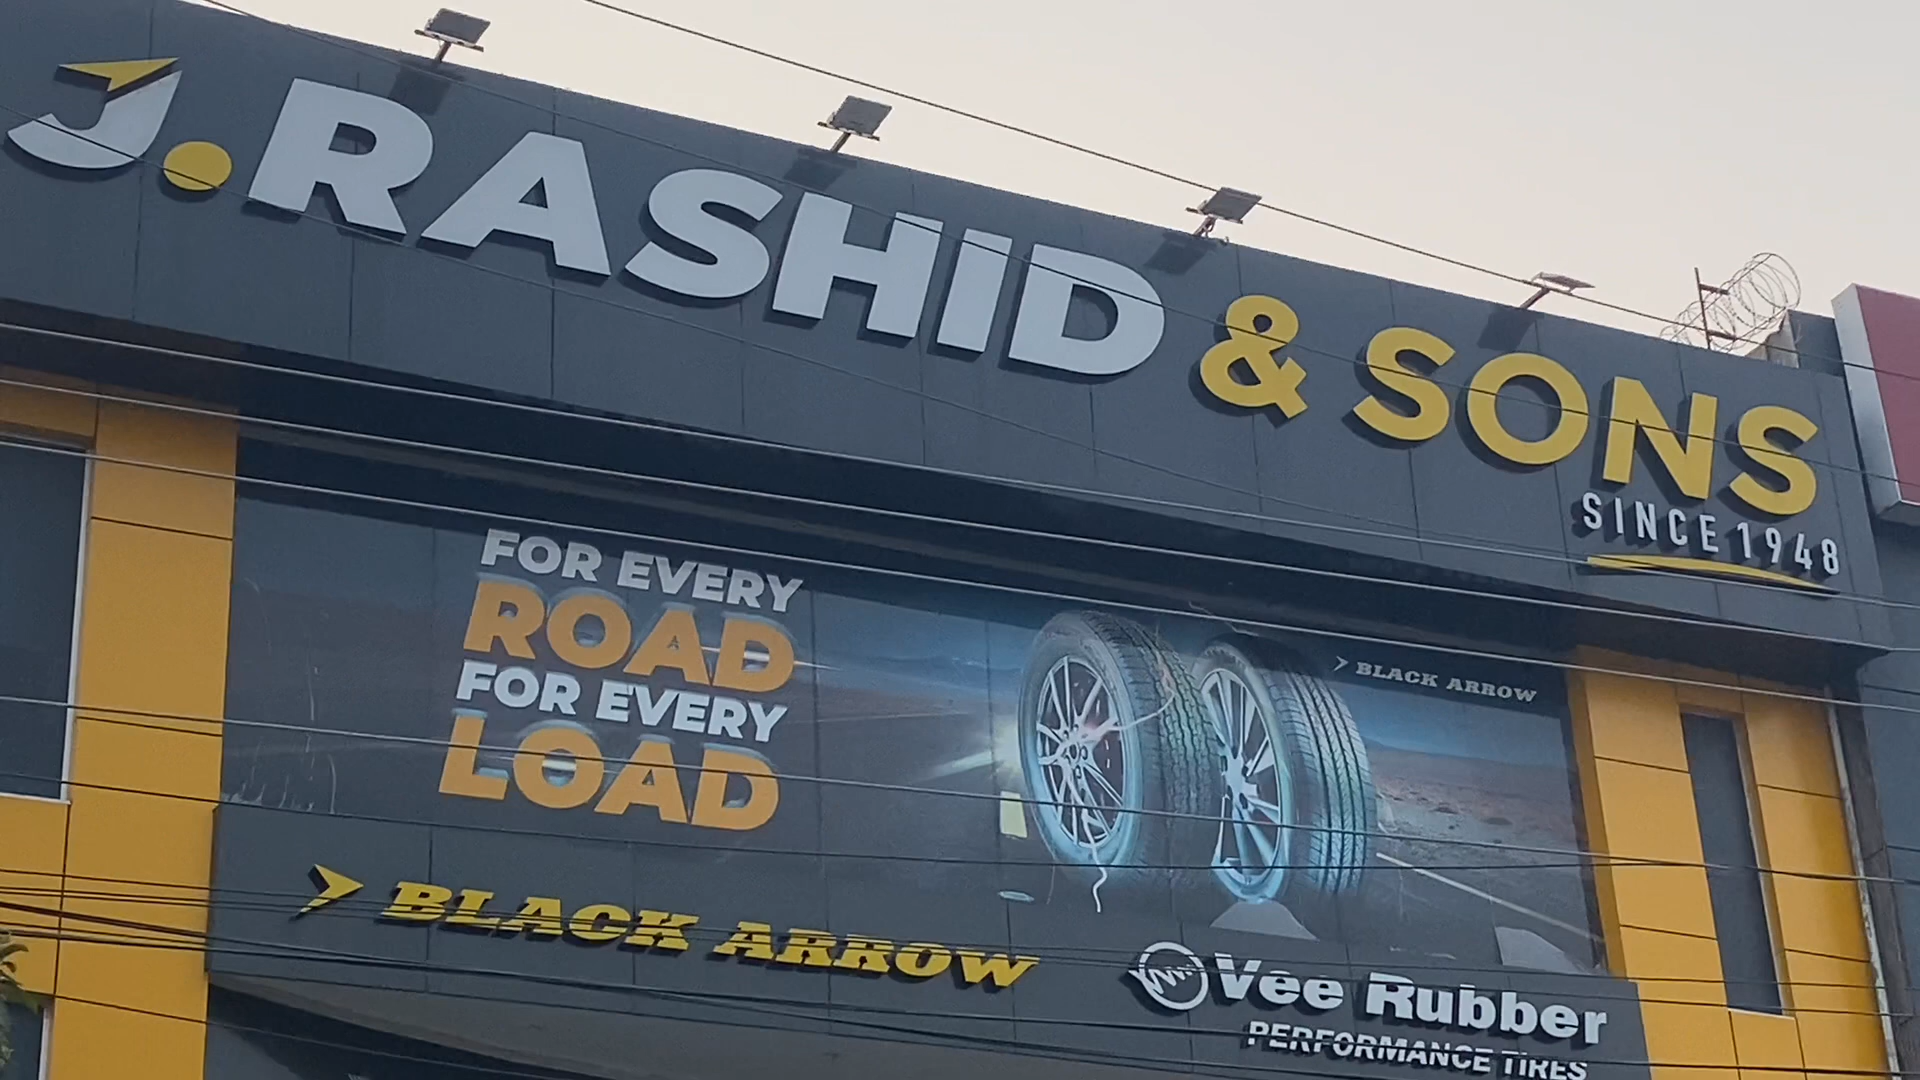 J.RASHID & SONS
SINCE 1948
FOR EVERY
ROAD
FOR EVERY
LOAD
BLACK ARROW
BLACK ARROW
Vee Rubber
PERFORMANCE TIRES